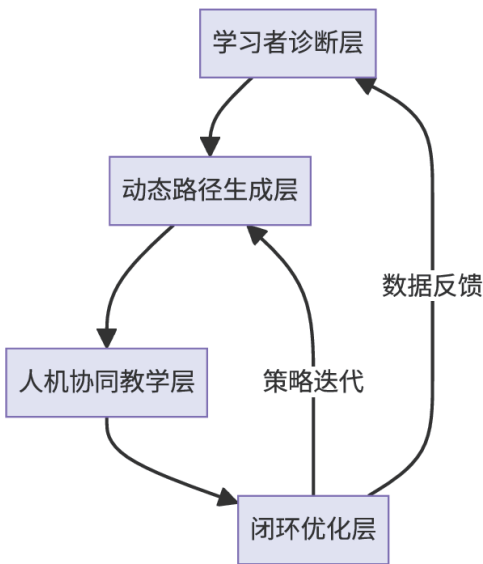 学习者诊断层
动态路径生成层
数据反馈
人机协同教学层
策略迭代
闭环优化层